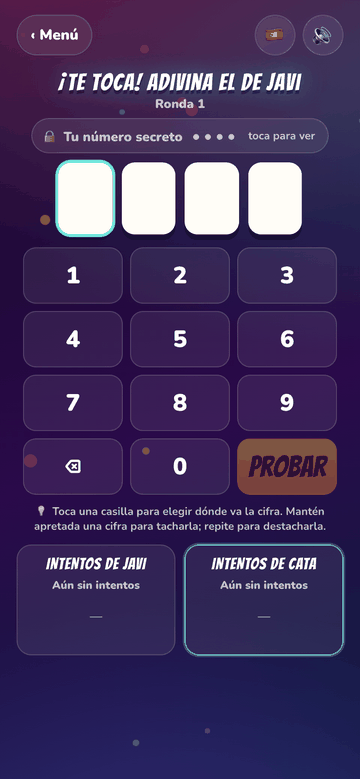 ‹ Menú
¡TE TOCA! ADIVINA EL DE JAVI
Ronda 1
Tu número secreto • • • • toca para ver
1 2 3
4 5 6
7 8 9
0 PROBAR
Toca una casilla para elegir dónde va la cifra. Mantén
apretada una cifra para tacharla; repite para destacharla.
INTENTOS DE JAVI
Aún sin intentos
—
INTENTOS DE CATA
Aún sin intentos
—